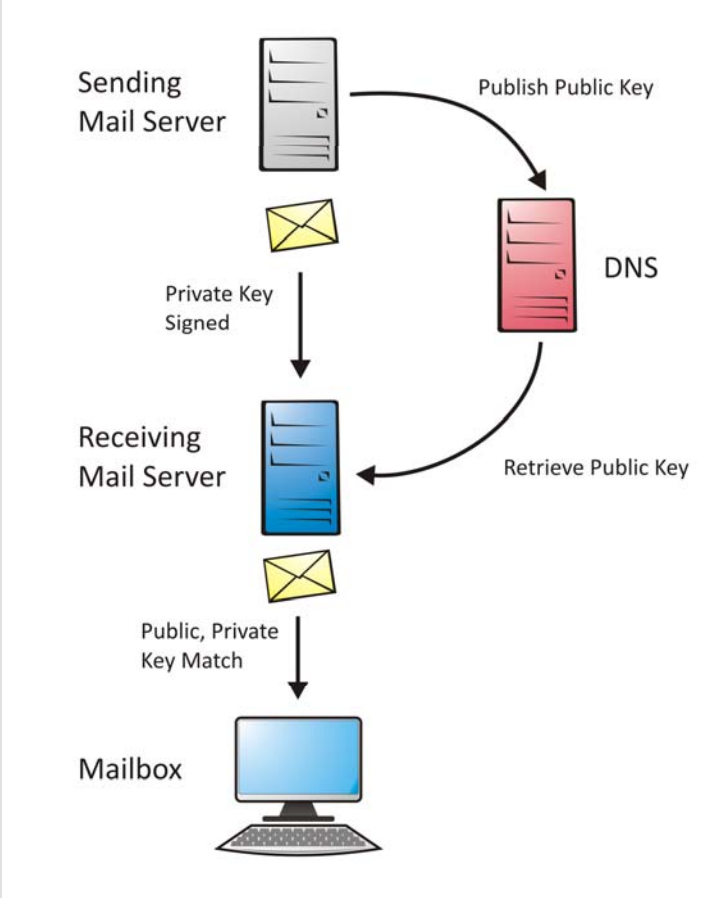 Sending
Mail Server
Publish Public Key
DNS
Private Key
Signed
Receiving
Mail Server
Retrieve Public Key
Public, Private
Key Match
Mailbox